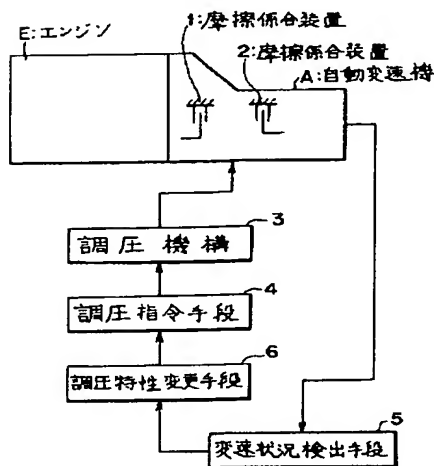 1:摩擦係合装置
E:エンジン
2:摩擦係合装置
A:自動変速機
3
調圧機構
4
調圧指令手段
6
調圧特性変更手段
5
変速状況検出手段